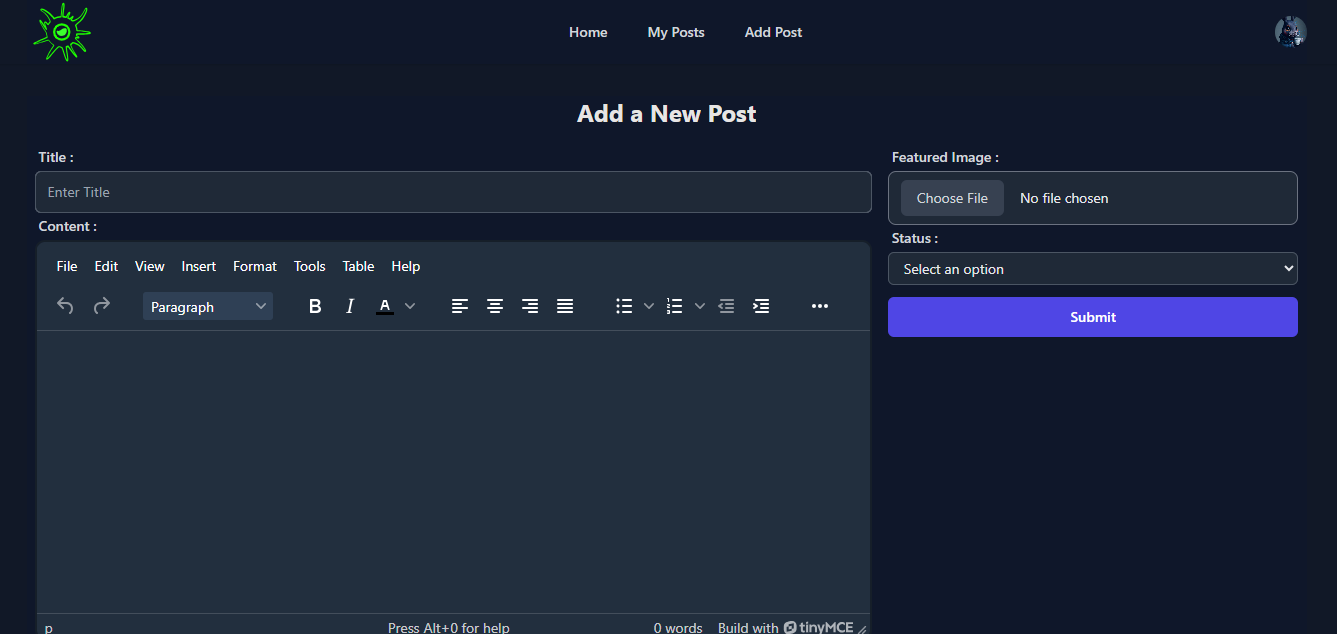 Home My Posts Add Post
Add a New Post
Title :
Enter Title
Content :
File Edit View Insert Format Tools Table Help
Paragraph B I A
p Press Alt+0 for help 0 words Build with tinyMCE
Featured Image :
Choose File No file chosen
Status :
Select an option
Submit